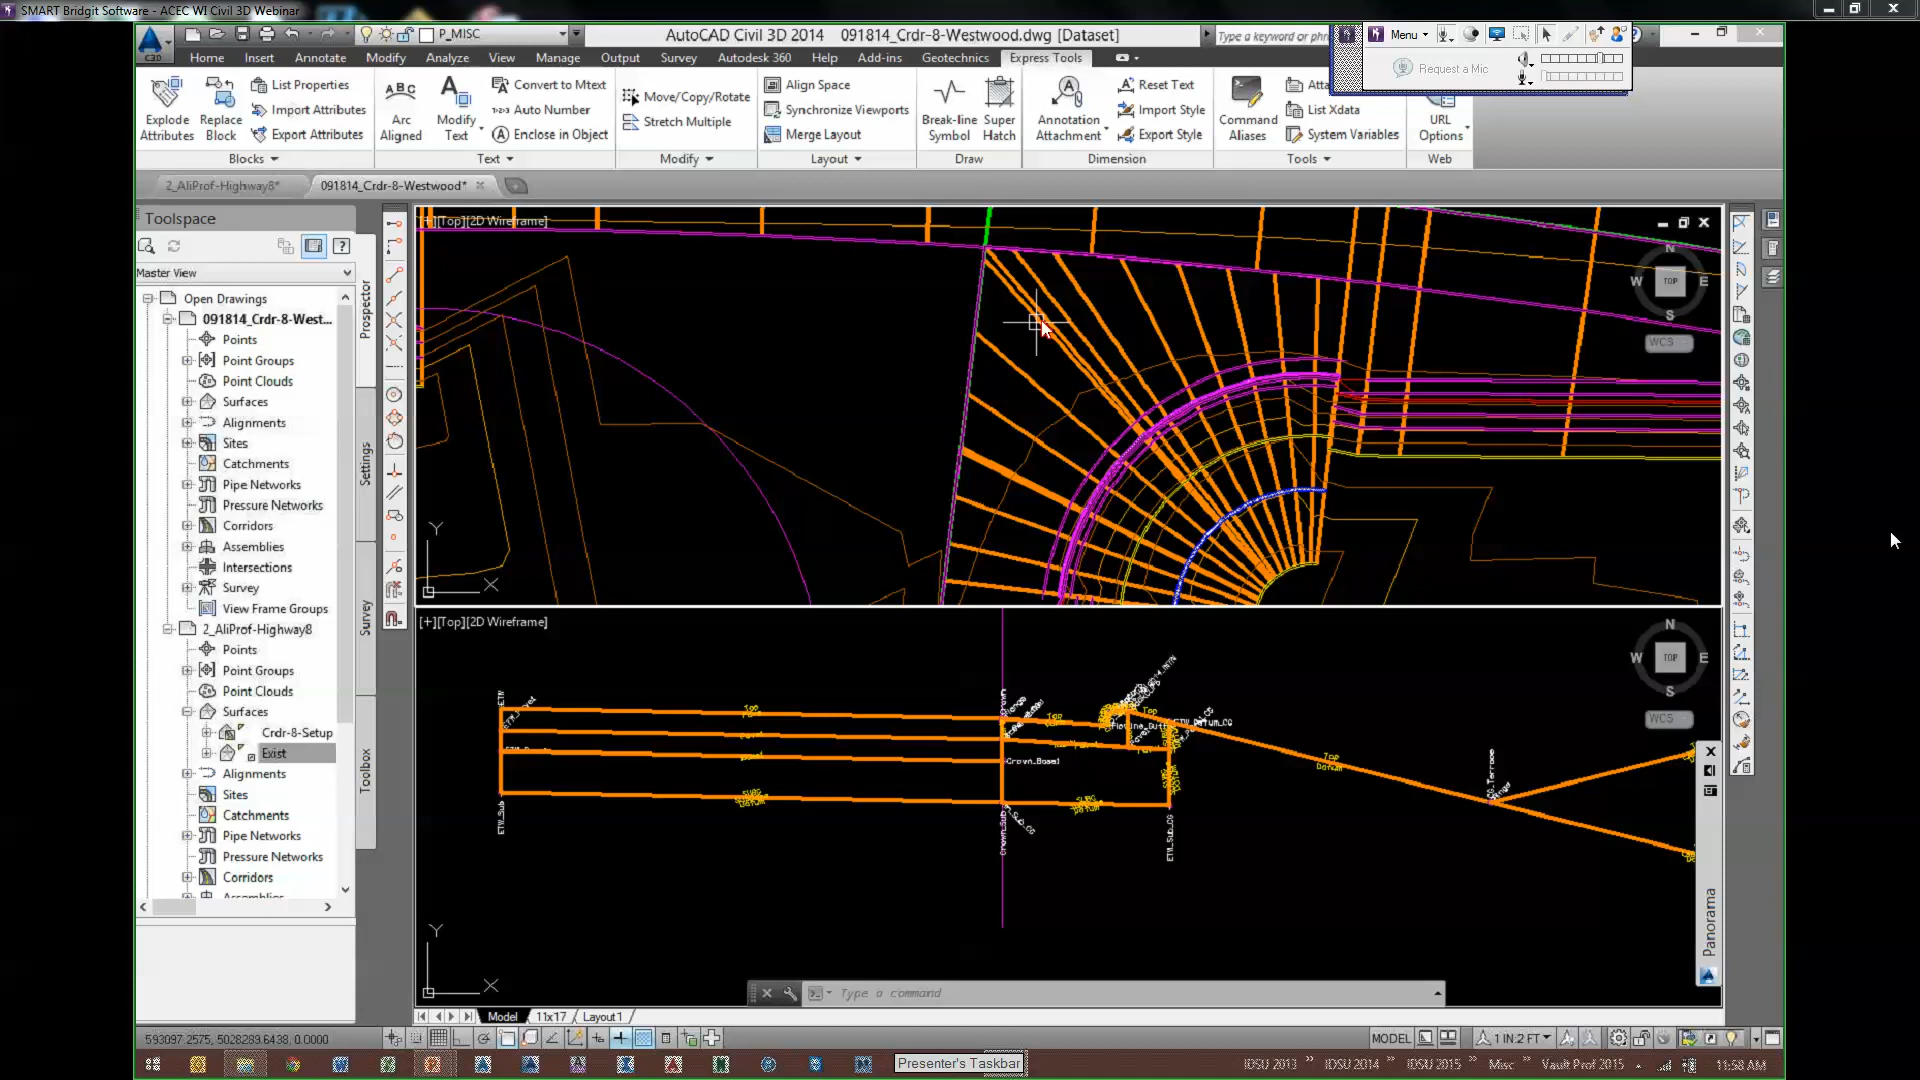 SMART Bridgit Software - ACEC WI Civil 3D Webinar
P_MISC
AutoCAD Civil 3D 2014 091814_Crdr-8-Westwood.dwg [Dataset]
Type a keyword or phr
Menu
Request a Mic
Home Insert Annotate Modify Analyze View Manage Output Survey Autodesk 360 Help Add-ins Geotechnics Express Tools
Explode Attributes
Replace Block
List Properties
Import Attributes
Export Attributes
Arc Aligned
Modify Text
Convert to Mtext
Auto Number
Enclose in Object
Move/Copy/Rotate
Stretch Multiple
Align Space
Synchronize Viewports
Merge Layout
Break-line Symbol
Super Hatch
Annotation Attachment
Reset Text
Import Style
Export Style
Command Aliases
Atta
List Xdata
System Variables
URL Options
Blocks Text Modify Layout Draw Dimension Tools Web
2_AliProf-Highway8* 091814_Crdr-8-Westwood*
Toolspace
Master View
Open Drawings
091814_Crdr-8-West...
Points
Point Groups
Point Clouds
Surfaces
Alignments
Sites
Catchments
Pipe Networks
Pressure Networks
Corridors
Assemblies
Intersections
Survey
View Frame Groups
2_AliProf-Highway8
Points
Point Groups
Point Clouds
Surfaces
Crdr-8-Setup
Exist
Alignments
Sites
Catchments
Pipe Networks
Pressure Networks
Corridors
Assemblies
Prospector
Settings
Survey
Toolbox
[+][Top][2D Wireframe]
N
W TOP E
S
WCS
Y
X
[+][Top][2D Wireframe]
N
W TOP E
S
WCS
Top
Datum
Crown_Base1
ETW_Sub
ETW_Sub_CG
Y
X
Panorama
Type a command
Model 11x17 Layout1
593097.2575, 5028289.6438, 0.0000
MODEL
1 IN:2 FT
Presenter's Taskbar
IDSU 2013 IDSU 2014 IDSU 2015 Misc Vault Prof 2015
11:58 AM